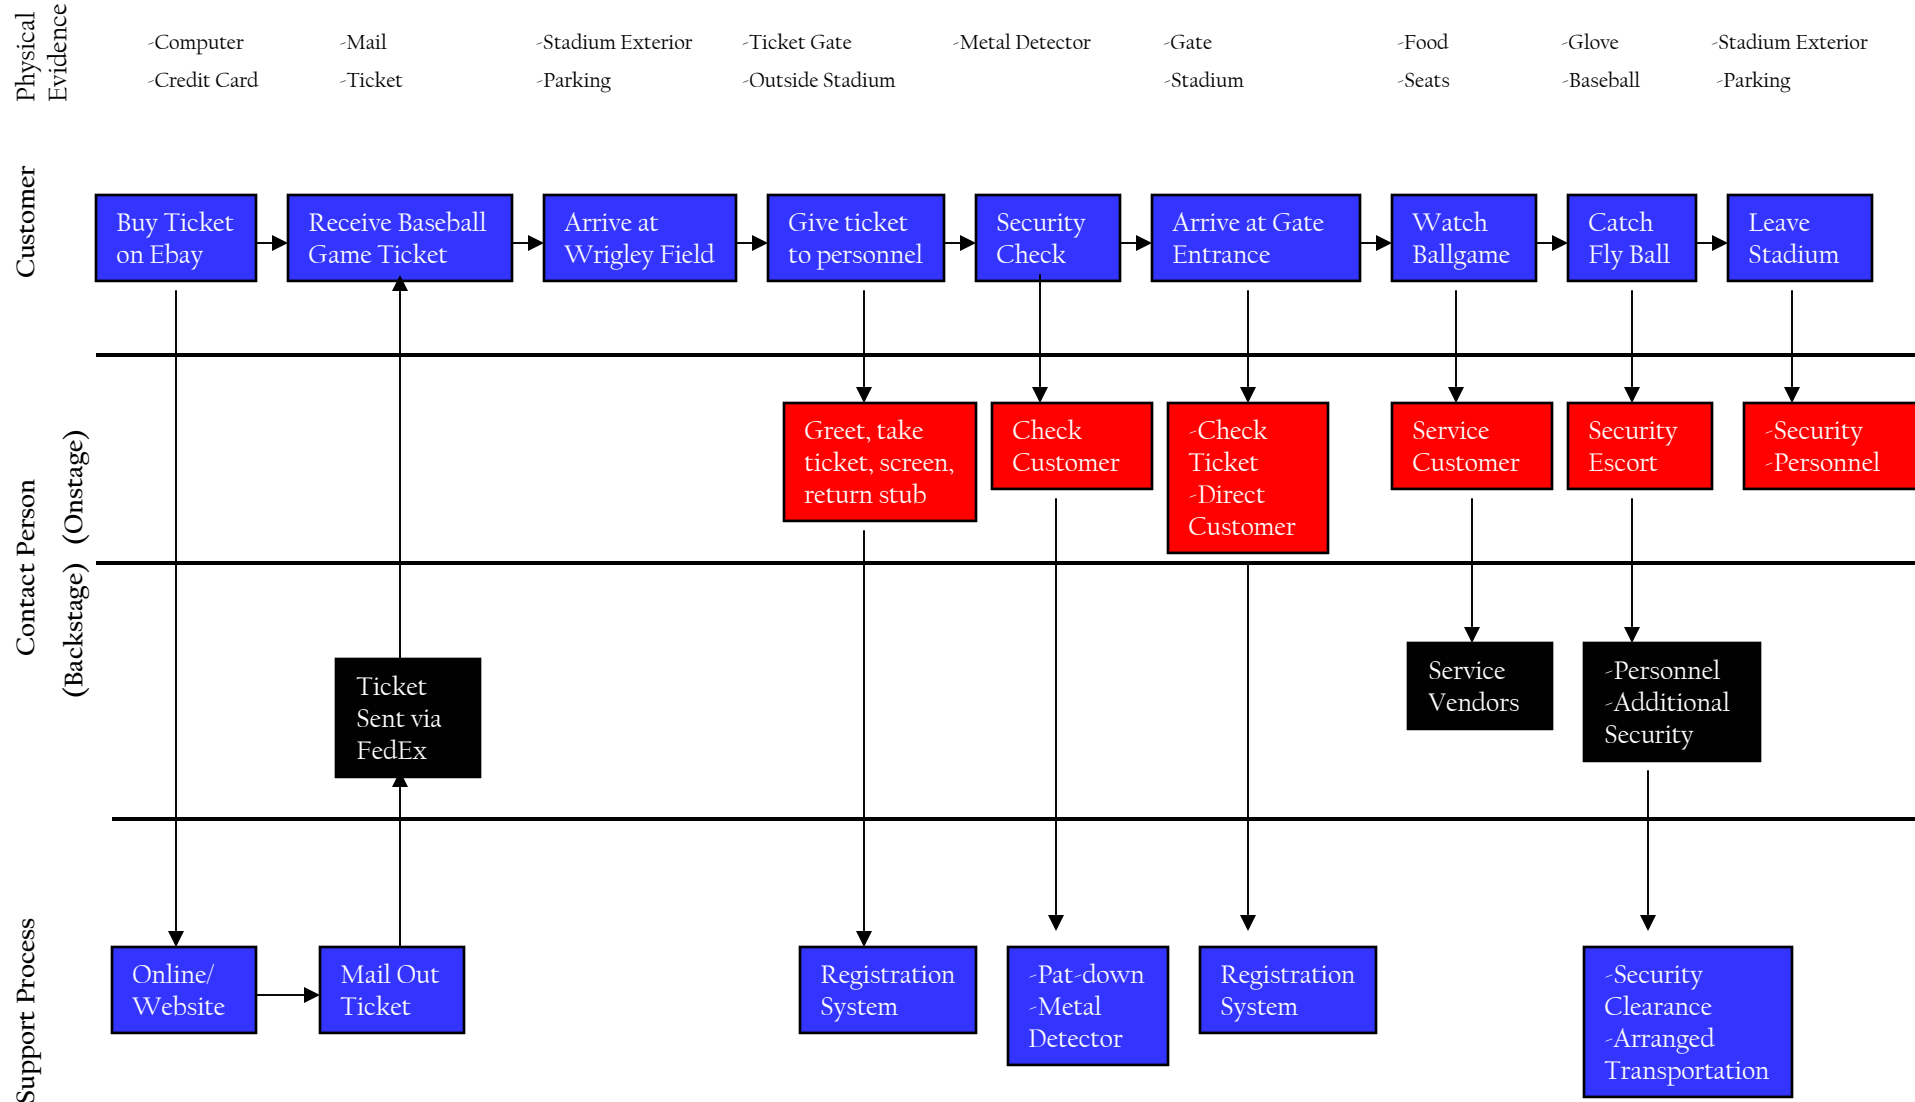 Physical
Evidence
-Computer
-Credit Card
-Mail
-Ticket
-Stadium Exterior
-Parking
-Ticket Gate
-Outside Stadium
-Metal Detector
-Gate
-Stadium
-Food
-Seats
-Glove
-Baseball
-Stadium Exterior
-Parking
Customer
Buy Ticket
on Ebay
Receive Baseball
Game Ticket
Arrive at
Wrigley Field
Give ticket
to personnel
Security
Check
Arrive at Gate
Entrance
Watch
Ballgame
Catch
Fly Ball
Leave
Stadium
Contact Person
(Onstage)
Greet, take
ticket, screen,
return stub
Check
Customer
-Check
Ticket
-Direct
Customer
Service
Customer
Security
Escort
-Security
-Personnel
(Backstage)
Ticket
Sent via
FedEx
Service
Vendors
-Personnel
-Additional
Security
Support Process
Online/
Website
Mail Out
Ticket
Registration
System
-Pat-down
-Metal
Detector
Registration
System
-Security
Clearance
-Arranged
Transportation